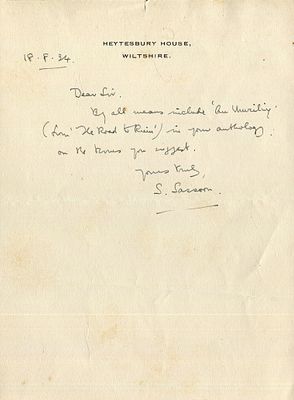 HEYTESBURY HOUSE,
WILTSHIRE.
18.8.34.
Dear Sir.
By all means include 'An Unveiling'
(from 'The Road to Ruin') in your anthology,
on the terms you suggest.
Yours truly,
S. Sassoon.